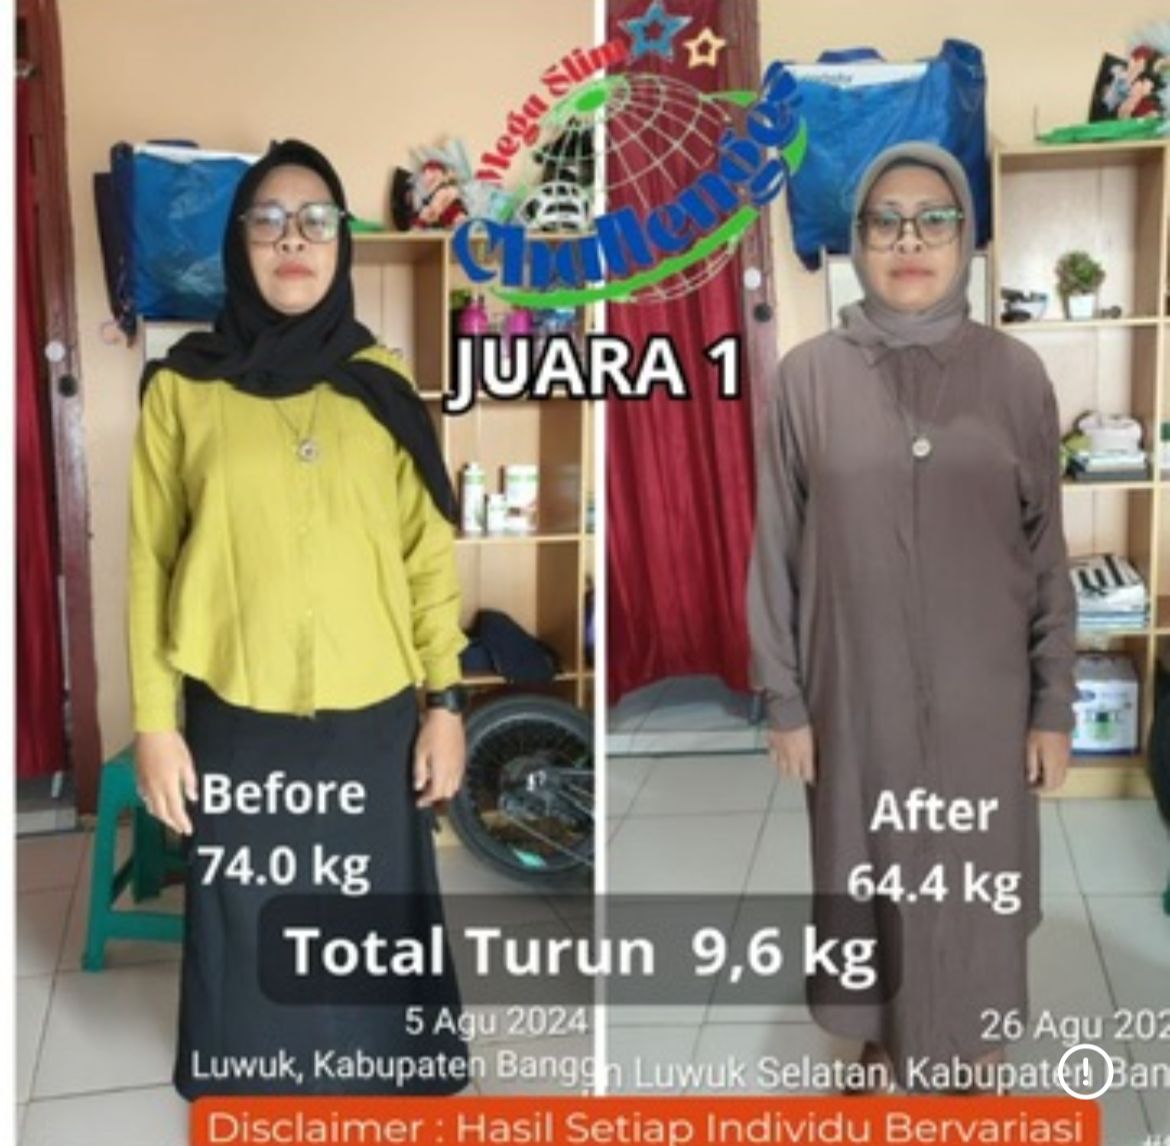 Mega Slim
Challenges
JUARA 1
Before
74.0 kg
After
64.4 kg
Total Turun 9,6 kg
5 Agu 2024
Luwuk, Kabupaten Bangg
26 Agu 202
n Luwuk Selatan, Kabupaten Ban
Disclaimer : Hasil Setiap Individu Bervariasi